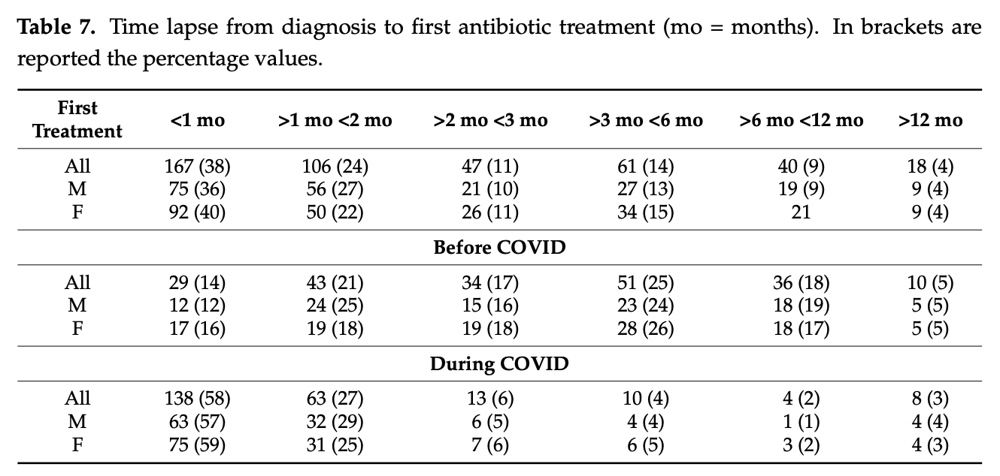 Table 7. Time lapse from diagnosis to first antibiotic treatment (mo = months). In brackets are
reported the percentage values.
First Treatment <1 mo >1 mo <2 mo >2 mo <3 mo >3 mo <6 mo >6 mo <12 mo >12 mo
All 167 (38) 106 (24) 47 (11) 61 (14) 40 (9) 18 (4)
M 75 (36) 56 (27) 21 (10) 27 (13) 19 (9) 9 (4)
F 92 (40) 50 (22) 26 (11) 34 (15) 21 9 (4)
Before COVID
All 29 (14) 43 (21) 34 (17) 51 (25) 36 (18) 10 (5)
M 12 (12) 24 (25) 15 (16) 23 (24) 18 (19) 5 (5)
F 17 (16) 19 (18) 19 (18) 28 (26) 18 (17) 5 (5)
During COVID
All 138 (58) 63 (27) 13 (6) 10 (4) 4 (2) 8 (3)
M 63 (57) 32 (29) 6 (5) 4 (4) 1 (1) 4 (4)
F 75 (59) 31 (25) 7 (6) 6 (5) 3 (2) 4 (3)